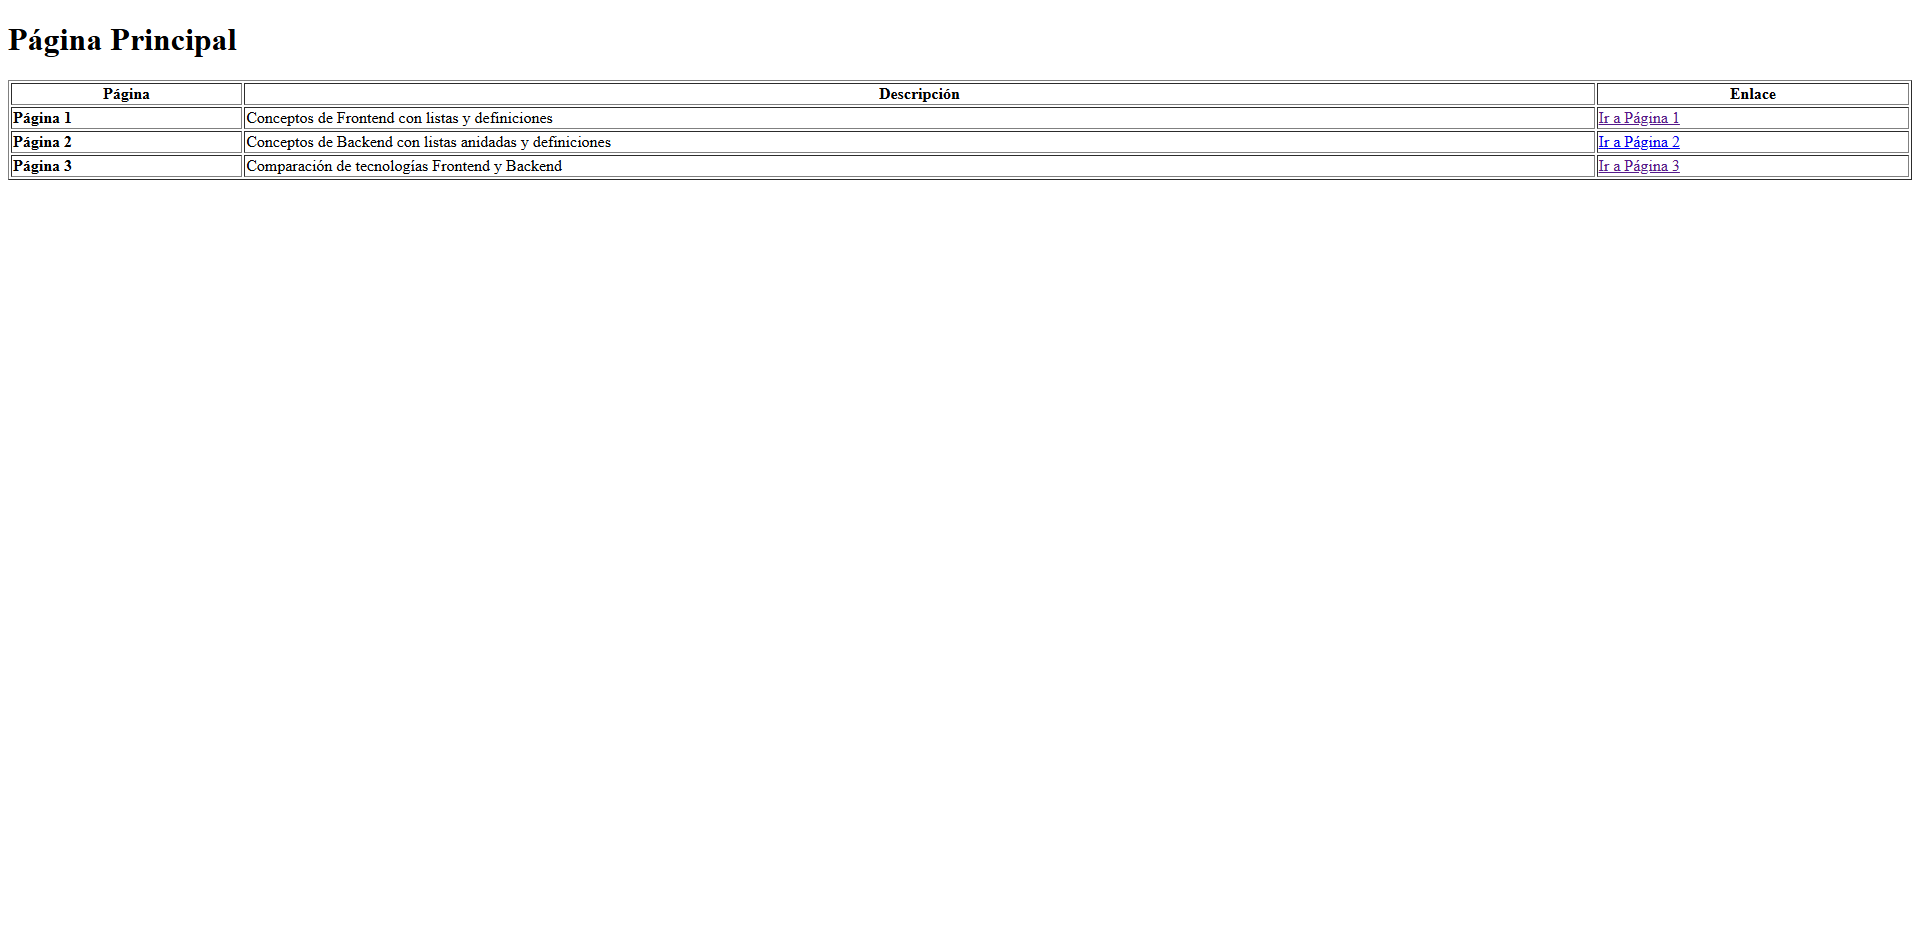 Página Principal
Página Descripción Enlace
Página 1 Conceptos de Frontend con listas y definiciones Ir a Página 1
Página 2 Conceptos de Backend con listas anidadas y definiciones Ir a Página 2
Página 3 Comparación de tecnologías Frontend y Backend Ir a Página 3